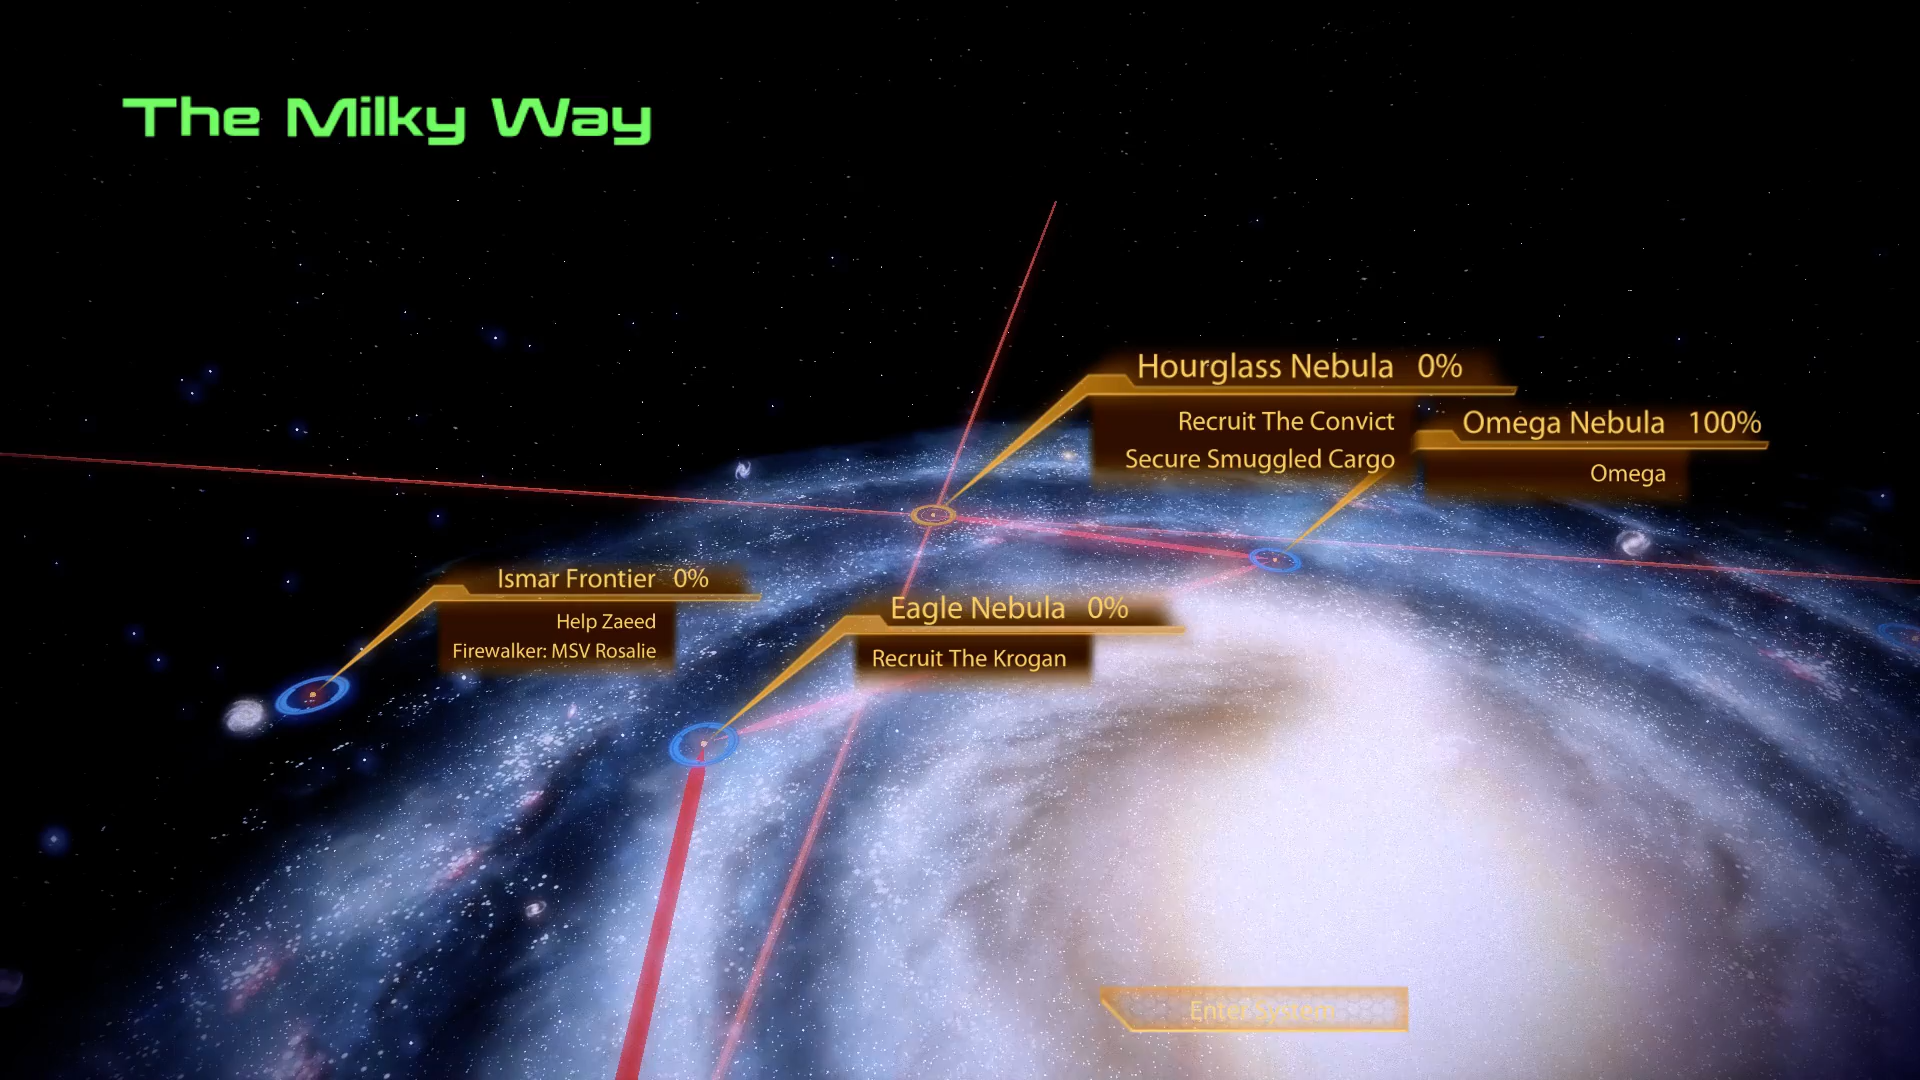 The Milky Way
Hourglass Nebula 0%
Recruit The Convict
Secure Smuggled Cargo
Omega Nebula 100%
Omega
Ismar Frontier 0%
Help Zaeed
Firewalker: MSV Rosalie
Eagle Nebula 0%
Recruit The Krogan
Enter System